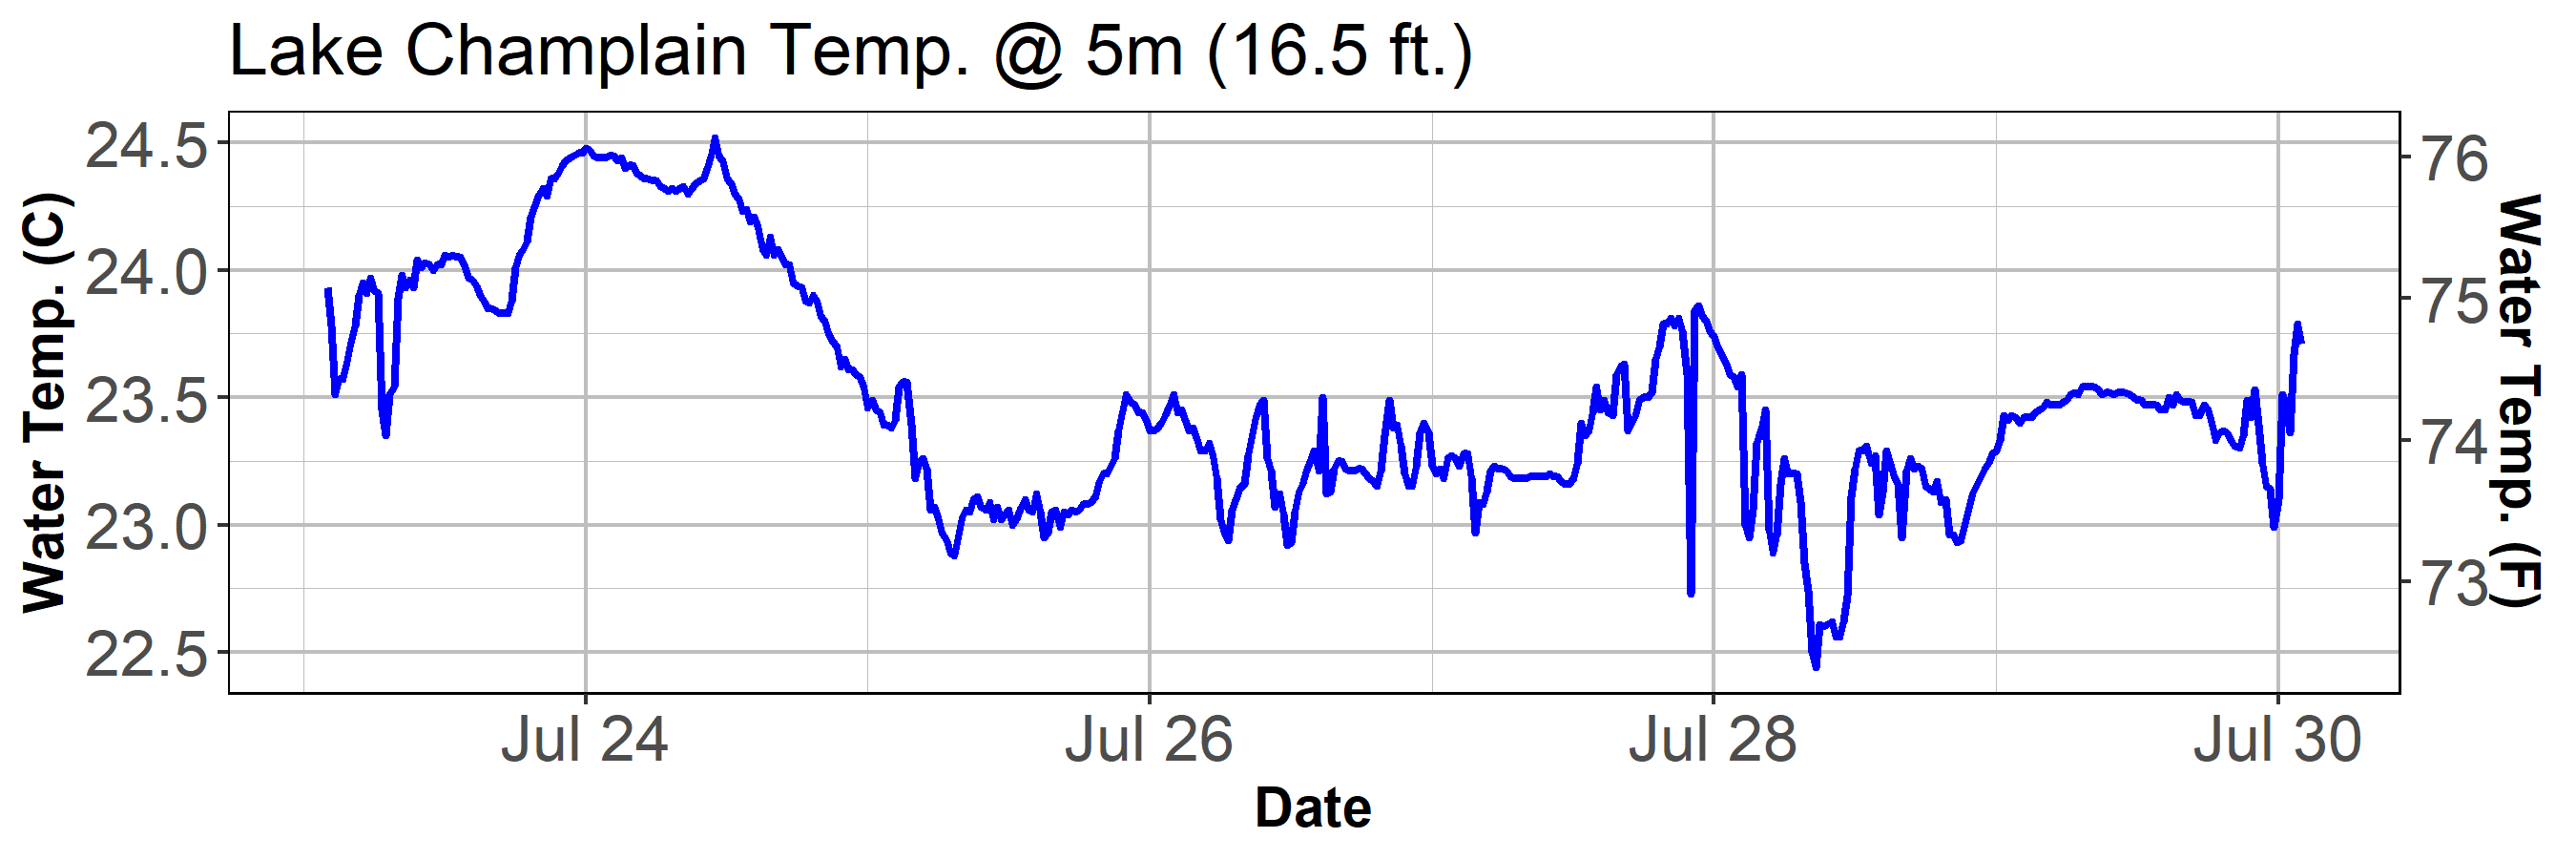 Lake Champlain Temp. @ 5m (16.5 ft.)
Water Temp. (C)
24.5
24.0
23.5
23.0
22.5
76
75
74
73
Water Temp. (F)
Jul 24 Jul 26 Jul 28 Jul 30
Date